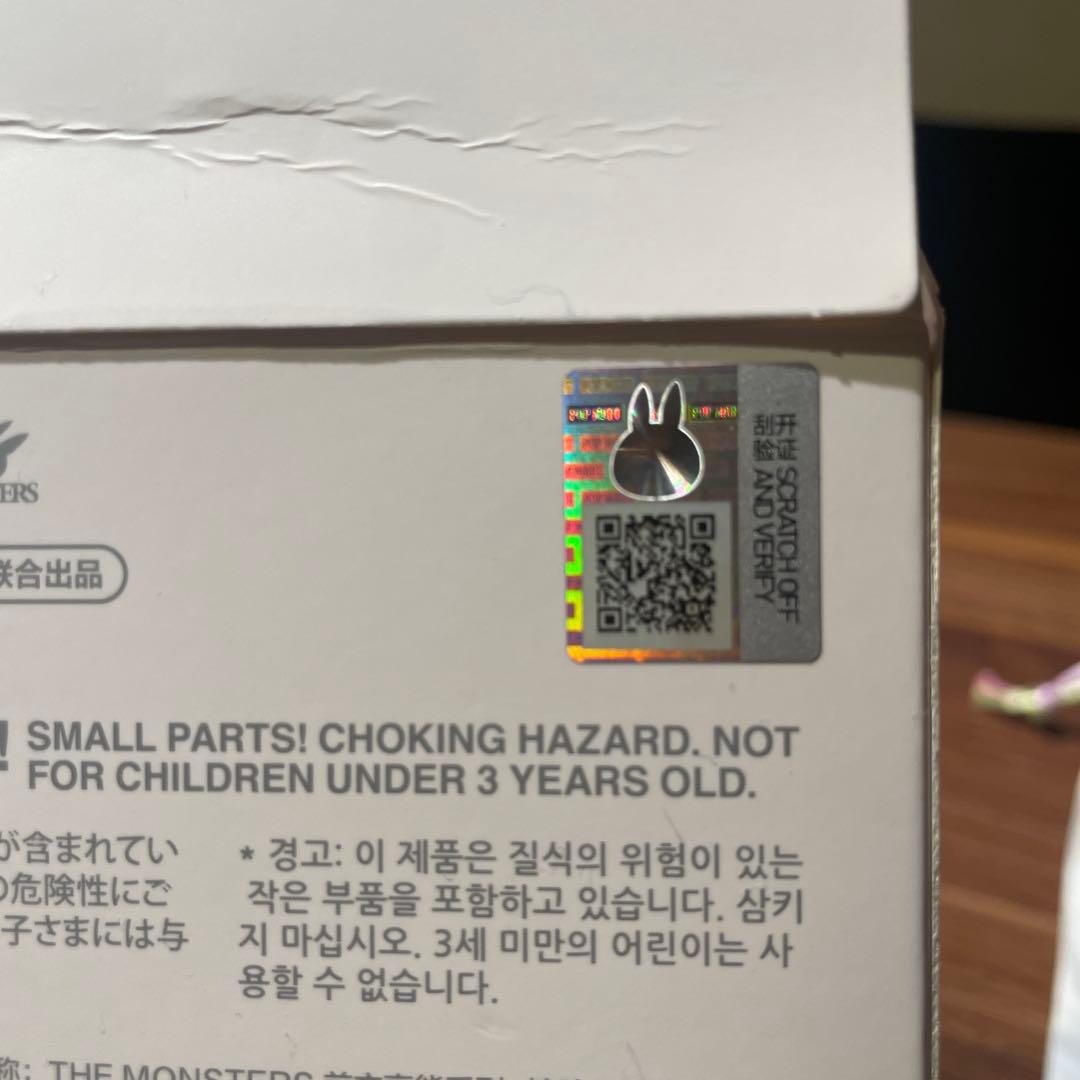 POP MART
开 证 SCRATCH OFF
刮 验 AND VERIFY
ERS
联合出品
SMALL PARTS! CHOKING HAZARD. NOT
FOR CHILDREN UNDER 3 YEARS OLD.
が含まれてい
の危険性にご
子さまには与
* 경고: 이 제품은 질식의 위험이 있는
작은 부품을 포함하고 있습니다. 삼키
지 마십시오. 3세 미만의 어린이는 사
용할 수 없습니다.
称: THE MONSTERS